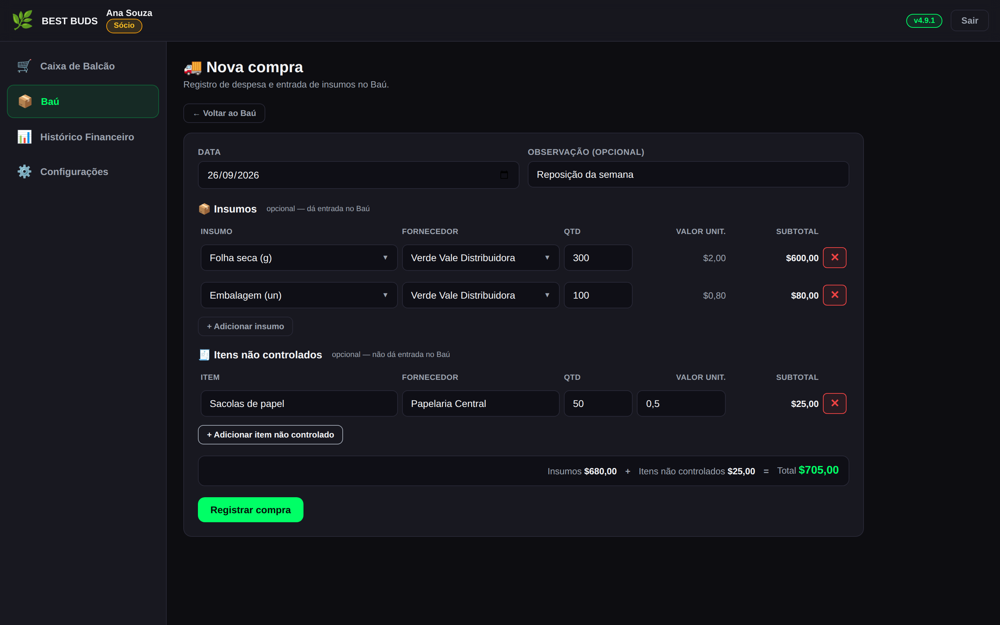 BEST BUDS
Ana Souza
Sócio
v4.9.1
Sair
Caixa de Balcão
Baú
Histórico Financeiro
Configurações
Nova compra
Registro de despesa e entrada de insumos no Baú.
← Voltar ao Baú
DATA
OBSERVAÇÃO (OPCIONAL)
26/09/2026
Reposição da semana
Insumos opcional — dá entrada no Baú
INSUMO FORNECEDOR QTD VALOR UNIT. SUBTOTAL
Folha seca (g) Verde Vale Distribuidora 300 $2,00 $600,00
Embalagem (un) Verde Vale Distribuidora 100 $0,80 $80,00
+ Adicionar insumo
Itens não controlados opcional — não dá entrada no Baú
ITEM FORNECEDOR QTD VALOR UNIT. SUBTOTAL
Sacolas de papel Papelaria Central 50 0,5 $25,00
+ Adicionar item não controlado
Insumos $680,00 + Itens não controlados $25,00 = Total $705,00
Registrar compra